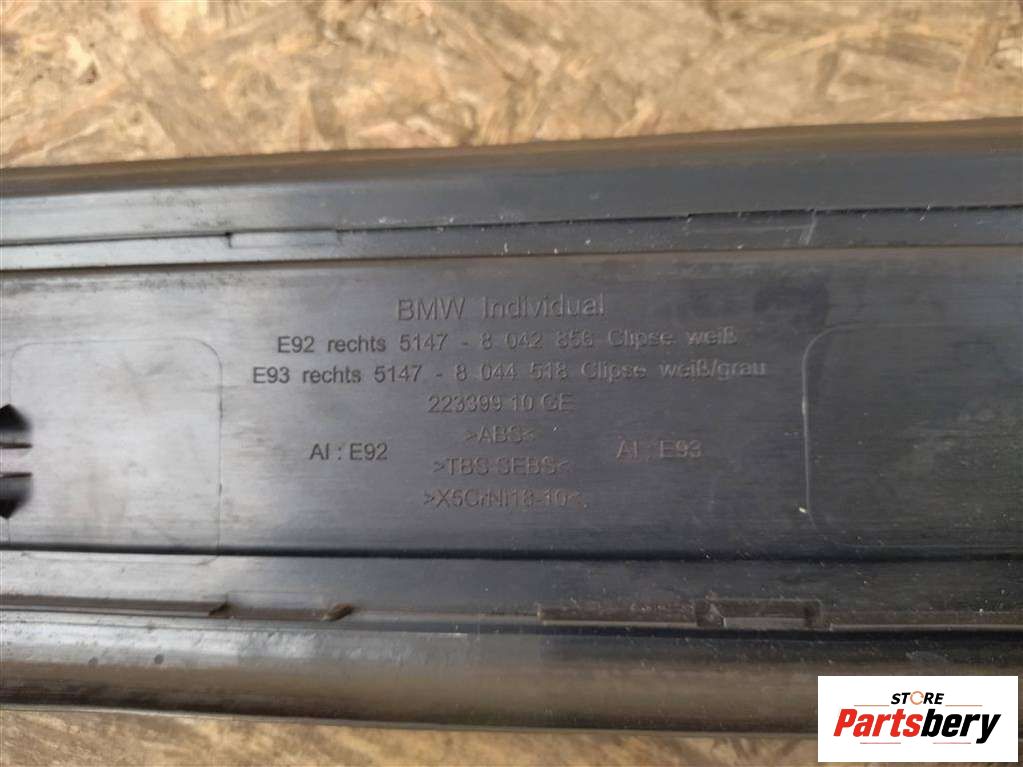 BMW Individual
E92 rechts 5147 - 8 042 856 Clipse weiß
E93 rechts 5147 - 8 044 518 Clipse weiß/grau
223399 10 GE
>ABS<
AI : E92
AI : E93
>TBS SEBS<
>X5CrNi18-10<
STORE
Partsbery